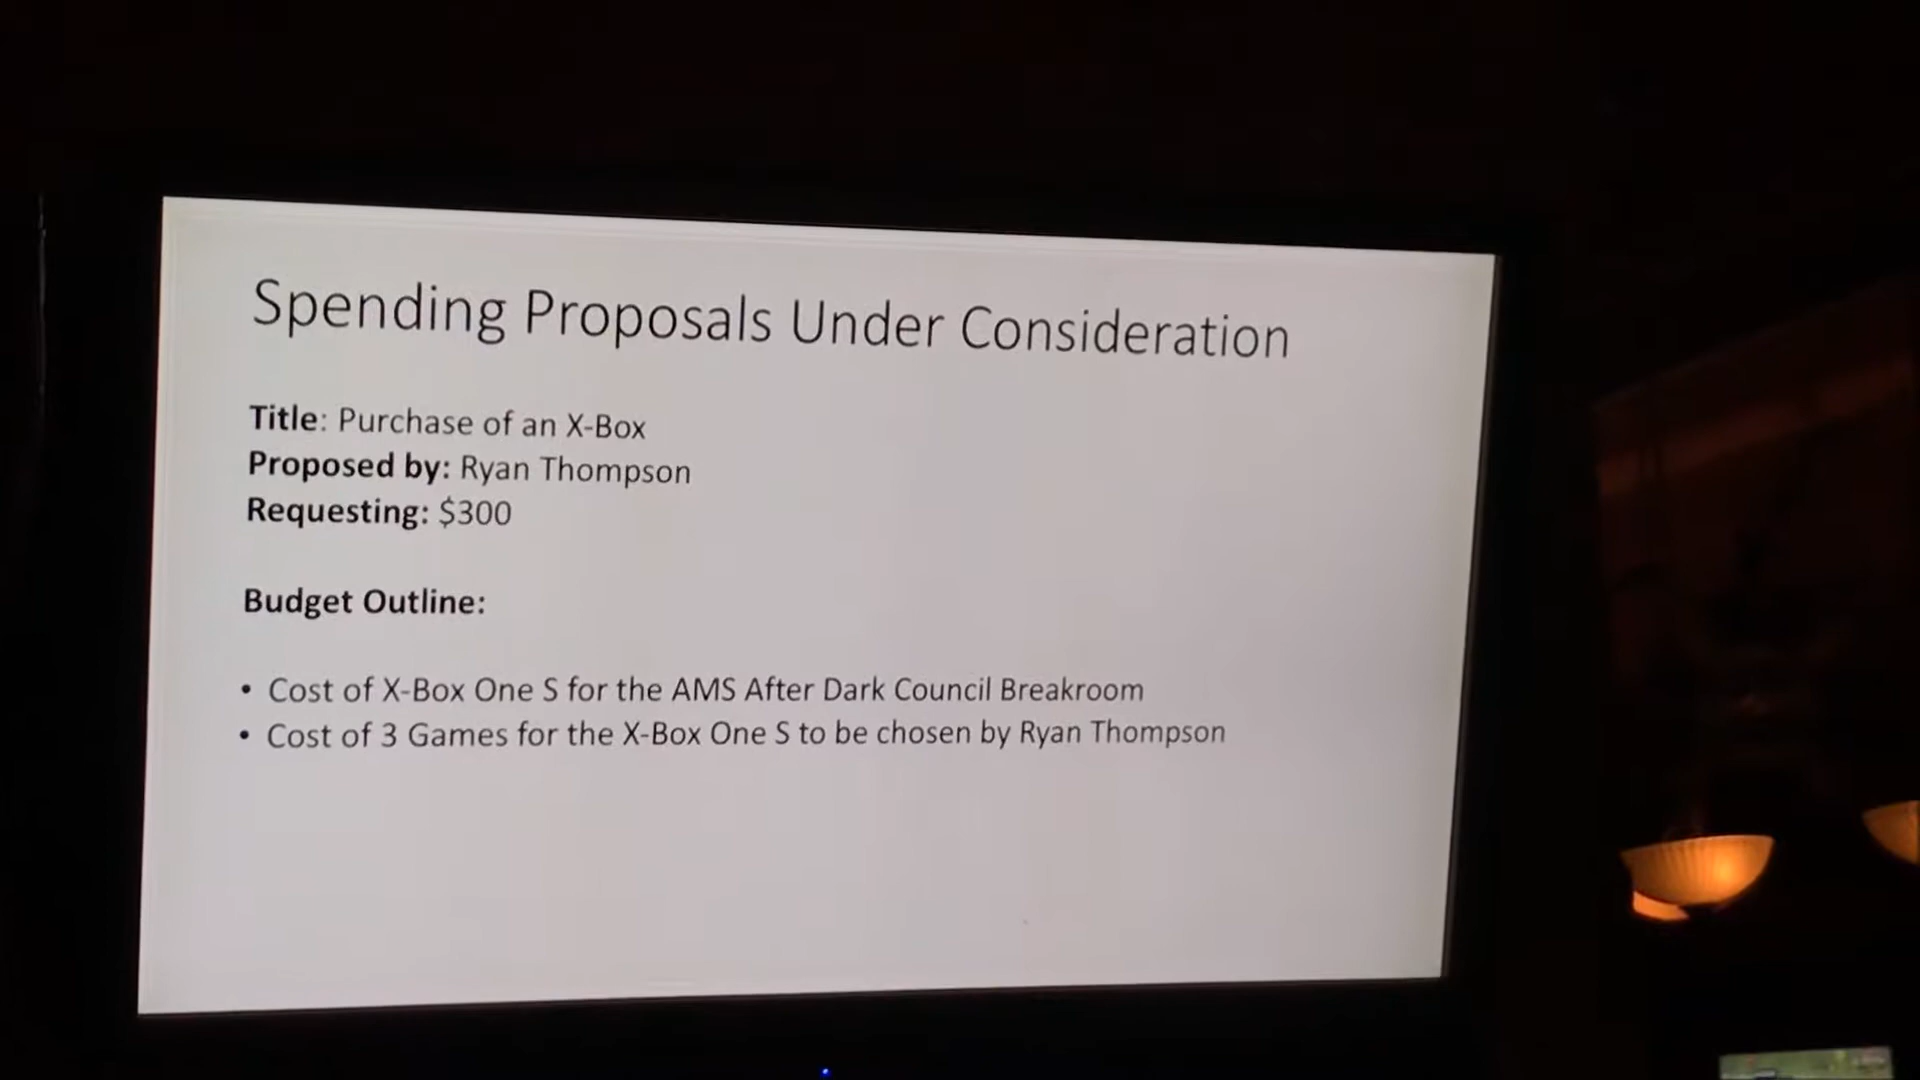 Spending Proposals Under Consideration
Title: Purchase of an X-Box
Proposed by: Ryan Thompson
Requesting: $300
Budget Outline:
• Cost of X-Box One S for the AMS After Dark Council Breakroom
• Cost of 3 Games for the X-Box One S to be chosen by Ryan Thompson